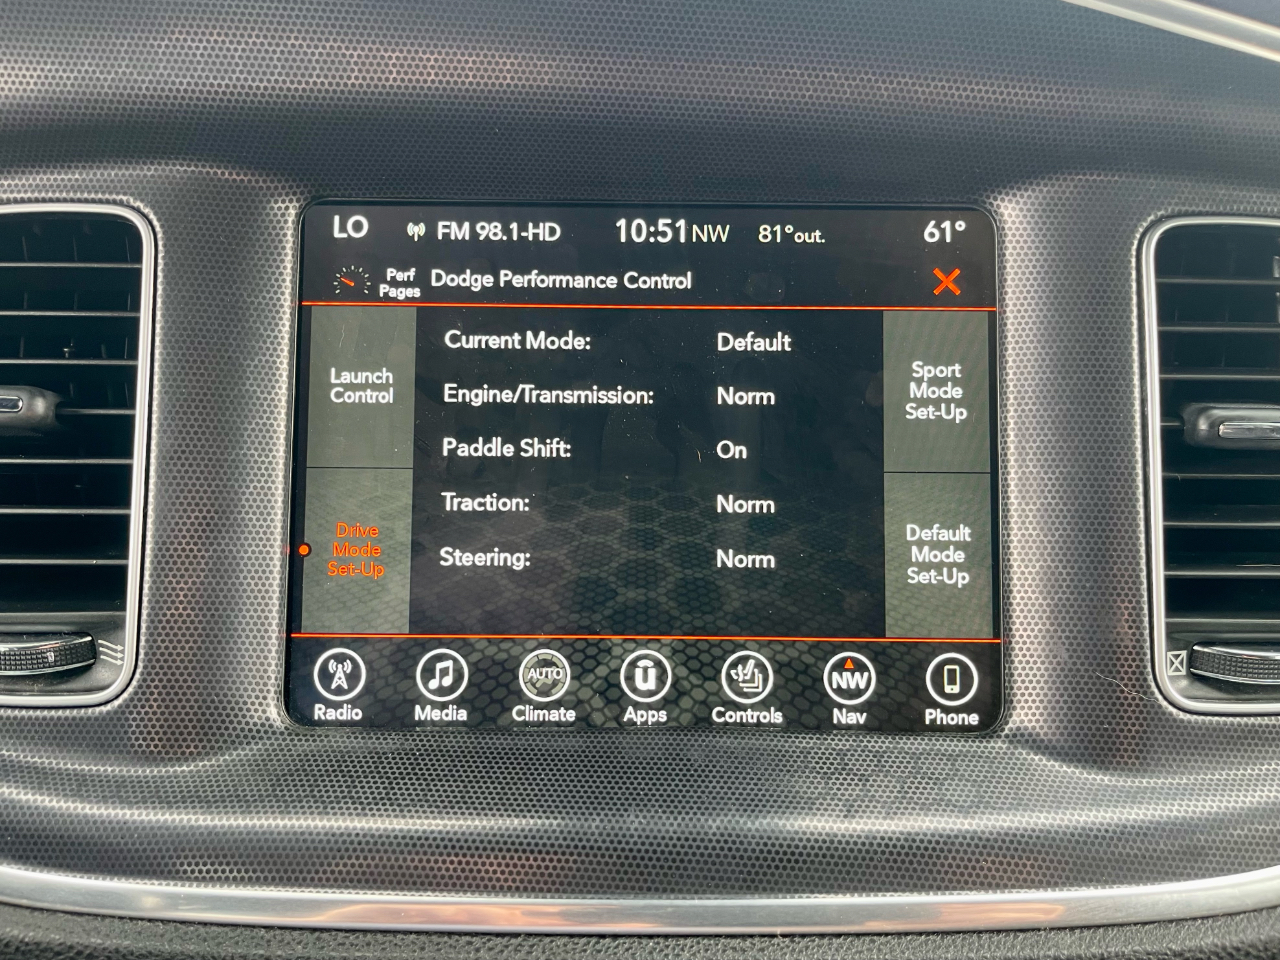 LO FM 98.1-HD 10:51 NW 81°out. 61°
Perf
Pages
Dodge Performance Control
Launch
Control
Drive
Mode
Set-Up
Current Mode: Default
Engine/Transmission: Norm
Paddle Shift: On
Traction: Norm
Steering: Norm
Sport
Mode
Set-Up
Default
Mode
Set-Up
AUTO
u
NW
Radio Media Climate Apps Controls Nav Phone